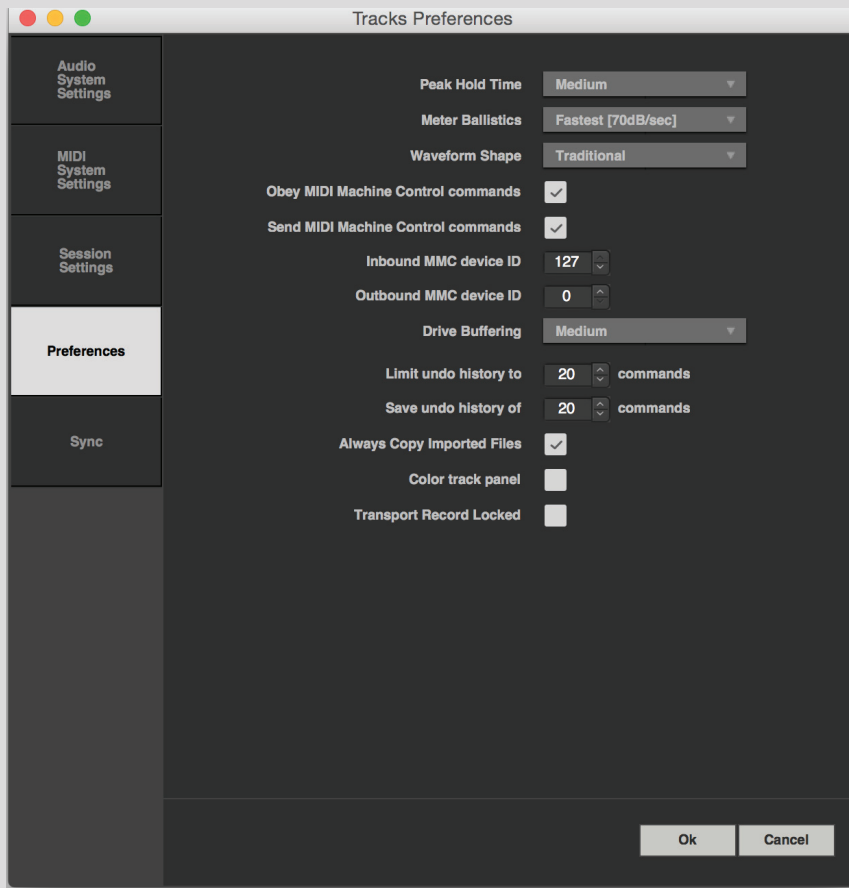 Tracks Preferences
Audio
System
Settings
MIDI
System
Settings
Session
Settings
Preferences
Sync
Peak Hold Time Medium
Meter Ballistics Fastest [70dB/sec]
Waveform Shape Traditional
Obey MIDI Machine Control commands
Send MIDI Machine Control commands
Inbound MMC device ID 127
Outbound MMC device ID 0
Drive Buffering Medium
Limit undo history to 20 commands
Save undo history of 20 commands
Always Copy Imported Files
Color track panel
Transport Record Locked
Ok Cancel